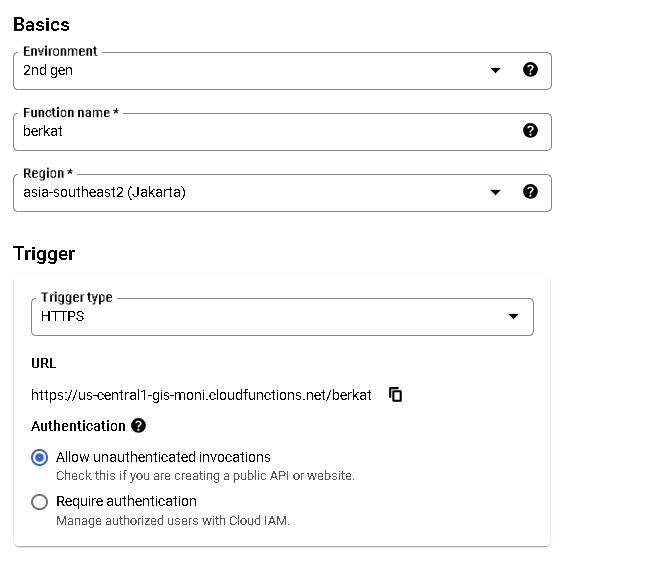 Basics
Environment
2nd gen
Function name *
berkat
Region *
asia-southeast2 (Jakarta)
Trigger
Trigger type
HTTPS
URL
https://us-central1-gis-moni.cloudfunctions.net/berkat
Authentication
Allow unauthenticated invocations
Check this if you are creating a public API or website.
Require authentication
Manage authorized users with Cloud IAM.